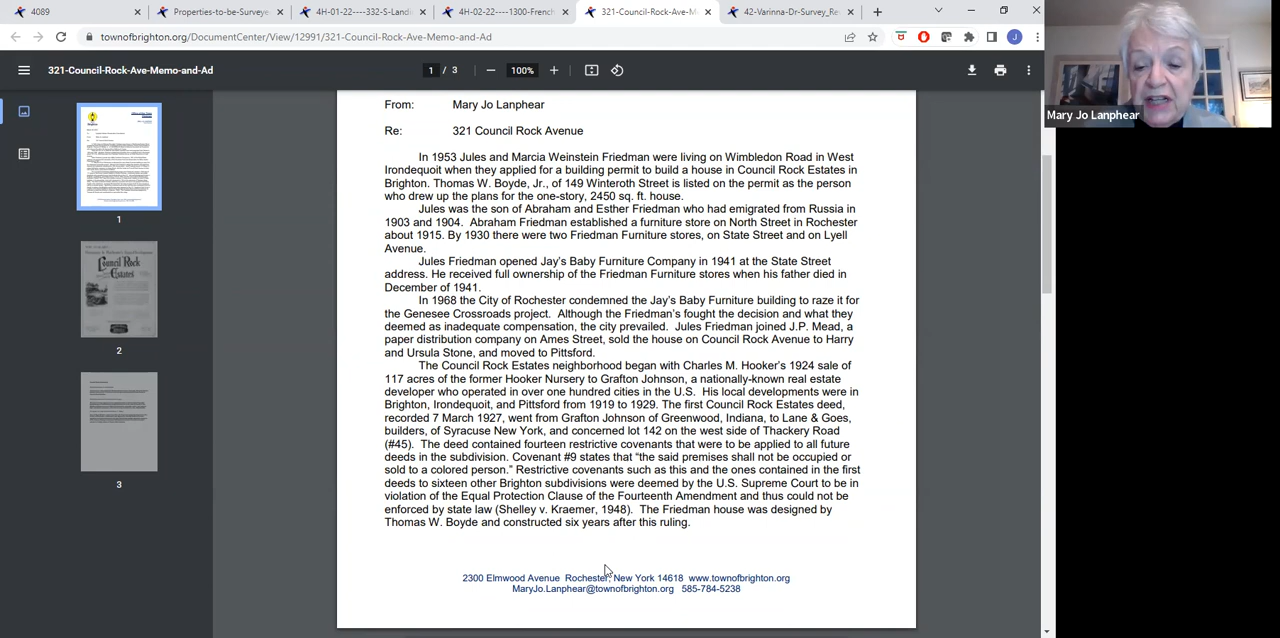 4089
Properties-to-be-Surveye
4H-01-22----332-S-Landi
4H-02-22----1300-French
321-Council-Rock-Ave-M
42-Varinna-Dr-Survey_Re
townofbrighton.org/DocumentCenter/View/12991/321-Council-Rock-Ave-Memo-and-Ad
J
321-Council-Rock-Ave-Memo-and-Ad
1 / 3
100%
Mary Jo Lanphear
From: Mary Jo Lanphear
Re: 321 Council Rock Avenue
In 1953 Jules and Marcia Weinstein Friedman were living on Wimbledon Road in West
Irondequoit when they applied for a building permit to build a house in Council Rock Estates in
Brighton. Thomas W. Boyde, Jr., of 149 Winteroth Street is listed on the permit as the person
who drew up the plans for the one-story, 2450 sq. ft. house.
Jules was the son of Abraham and Esther Friedman who had emigrated from Russia in
1903 and 1904. Abraham Friedman established a furniture store on North Street in Rochester
about 1915. By 1930 there were two Friedman Furniture stores, on State Street and on Lyell
Avenue.
Jules Friedman opened Jay's Baby Furniture Company in 1941 at the State Street
address. He received full ownership of the Friedman Furniture stores when his father died in
December of 1941.
In 1968 the City of Rochester condemned the Jay's Baby Furniture building to raze it for
the Genesee Crossroads project. Although the Friedman's fought the decision and what they
deemed as inadequate compensation, the city prevailed. Jules Friedman joined J.P. Mead, a
paper distribution company on Ames Street, sold the house on Council Rock Avenue to Harry
and Ursula Stone, and moved to Pittsford.
The Council Rock Estates neighborhood began with Charles M. Hooker's 1924 sale of
117 acres of the former Hooker Nursery to Grafton Johnson, a nationally-known real estate
developer who operated in over one hundred cities in the U.S. His local developments were in
Brighton, Irondequoit, and Pittsford from 1919 to 1929. The first Council Rock Estates deed,
recorded 7 March 1927, went from Grafton Johnson of Greenwood, Indiana, to Lane & Goes,
builders, of Syracuse New York, and concerned lot 142 on the west side of Thackery Road
(#45). The deed contained fourteen restrictive covenants that were to be applied to all future
deeds in the subdivision. Covenant #9 states that "the said premises shall not be occupied or
sold to a colored person." Restrictive covenants such as this and the ones contained in the first
deeds to sixteen other Brighton subdivisions were deemed by the U.S. Supreme Court to be in
violation of the Equal Protection Clause of the Fourteenth Amendment and thus could not be
enforced by state law (Shelley v. Kraemer, 1948). The Friedman house was designed by
Thomas W. Boyde and constructed six years after this ruling.
2300 Elmwood Avenue Rochester, New York 14618 www.townofbrighton.org
MaryJo.Lanphear@townofbrighton.org 585-784-5238
Council Rock
Estates
1
2
3